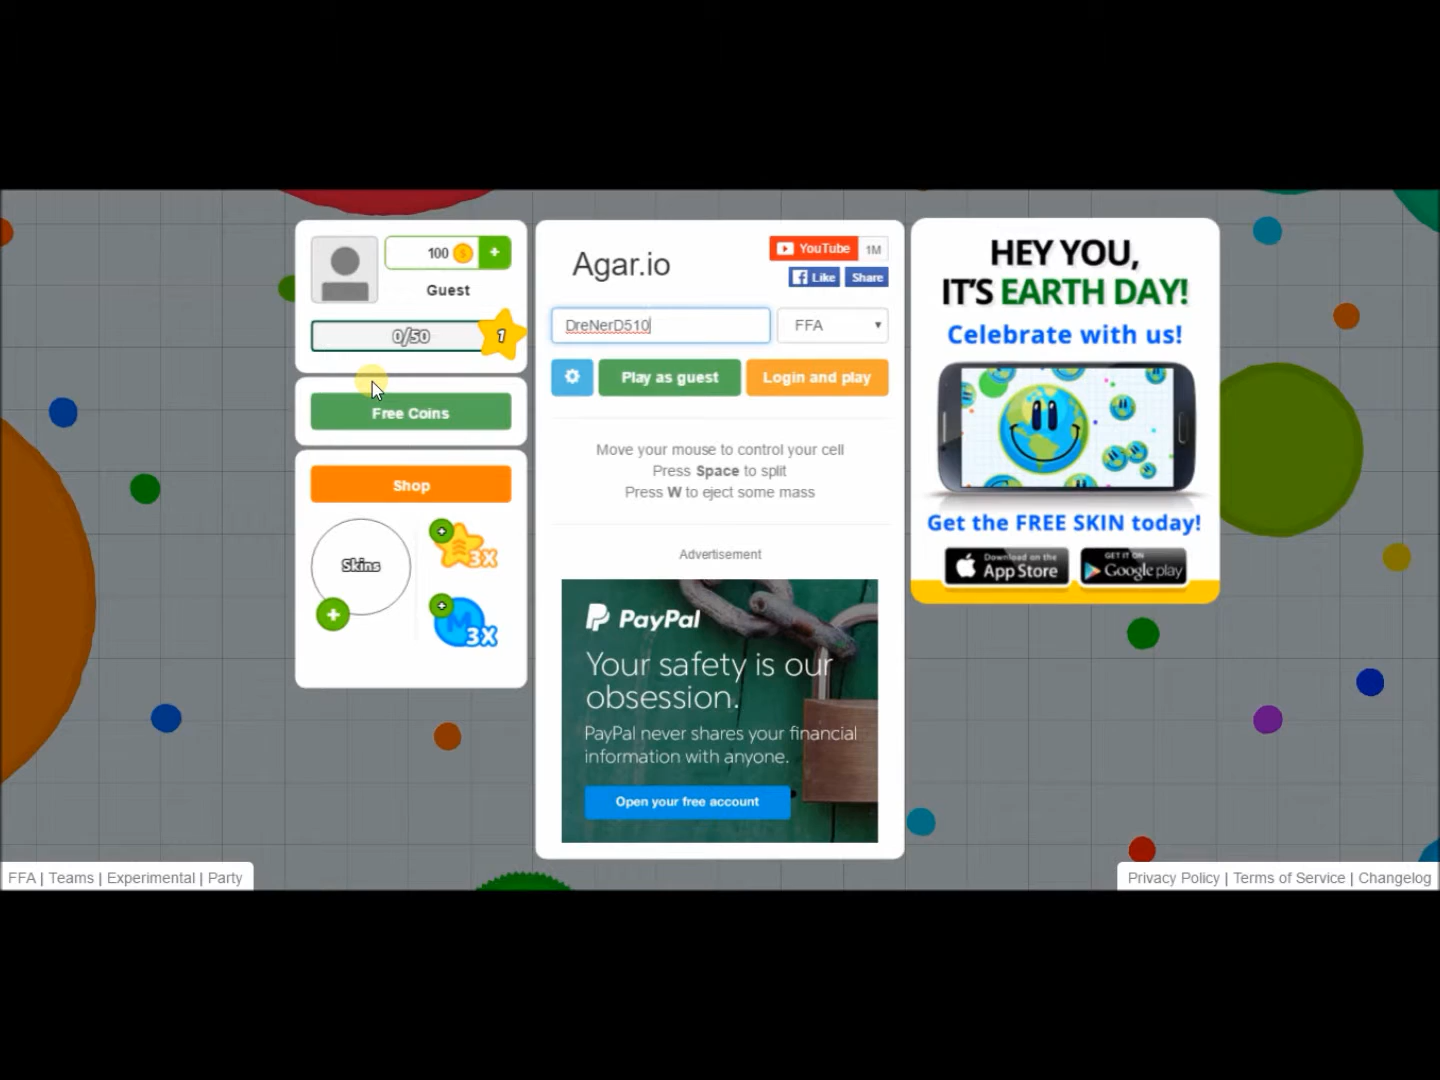 100
+
Guest
0/50
1
Free Coins
Shop
Skins
+
+
3X
+
M
3X
Agar.io
YouTube
1M
Like
Share
DreNerD510
FFA
Play as guest
Login and play
Move your mouse to control your cell
Press Space to split
Press W to eject some mass
Advertisement
PayPal
Your safety is our
obsession.
PayPal never shares your financial
information with anyone.
Open your free account
HEY YOU,
IT'S EARTH DAY!
Celebrate with us!
Get the FREE SKIN today!
Download on the
App Store
GET IT ON
Google play
FFA | Teams | Experimental | Party
Privacy Policy | Terms of Service | Changelog